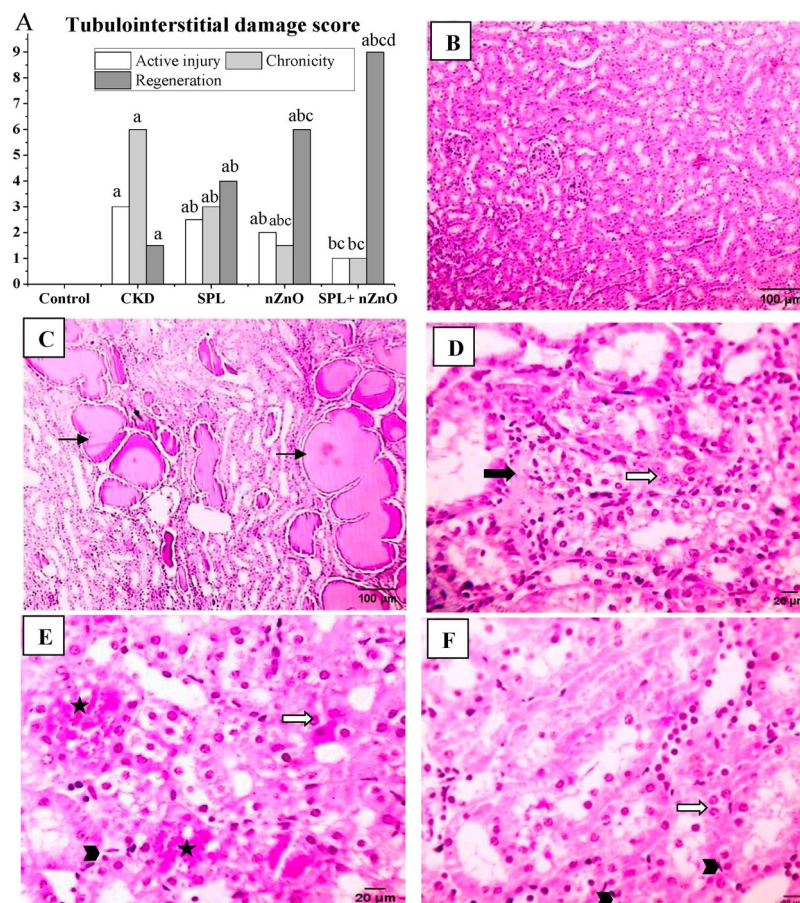 A
Tubulointerstitial damage score
Active injury Chronicity
Regeneration
9
8
7
6
5
4
3
2
1
0
a
a
a
ab
ab
ab
ab
abc
abc
bc
bc
abcd
Control CKD SPL nZnO SPL+ nZnO
B
100 µm
C
100 µm
D
20 µm
E
20 µm
F